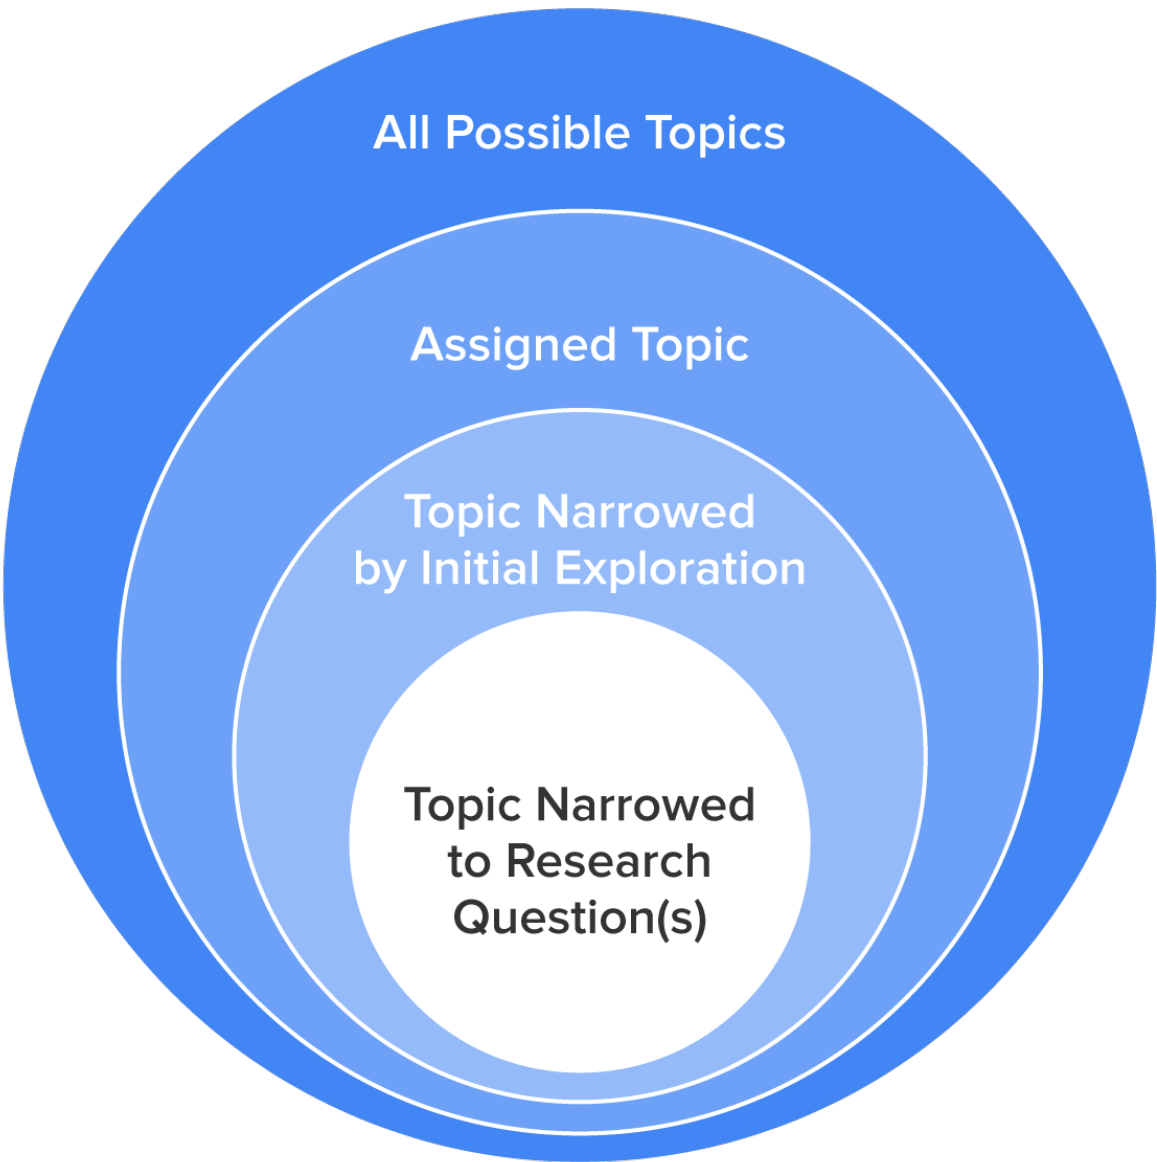 All Possible Topics
Assigned Topic
Topic Narrowed
by Initial Exploration
Topic Narrowed
to Research
Question(s)